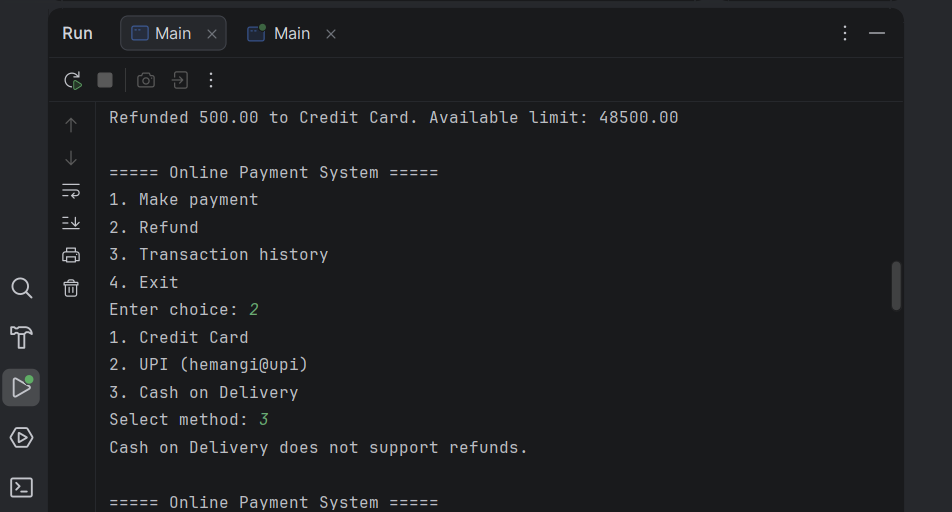 Run Main Main
Refunded 500.00 to Credit Card. Available limit: 48500.00
===== Online Payment System =====
1. Make payment
2. Refund
3. Transaction history
4. Exit
Enter choice: 2
1. Credit Card
2. UPI (hemangi@upi)
3. Cash on Delivery
Select method: 3
Cash on Delivery does not support refunds.
===== Online Payment System =====